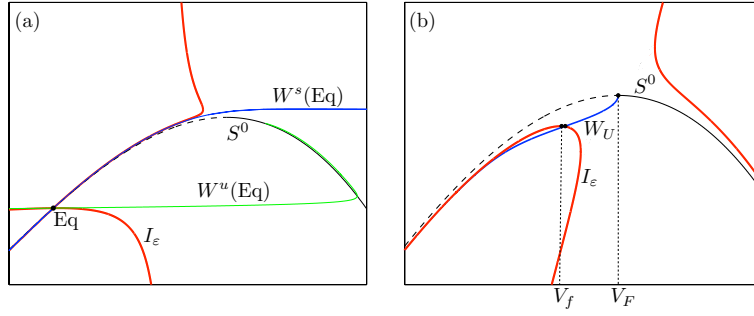 (a)
W^s(Eq)
S^0
W^u(Eq)
Eq
I_ε
(b)
S^0
W_U
I_ε
V_f
V_F